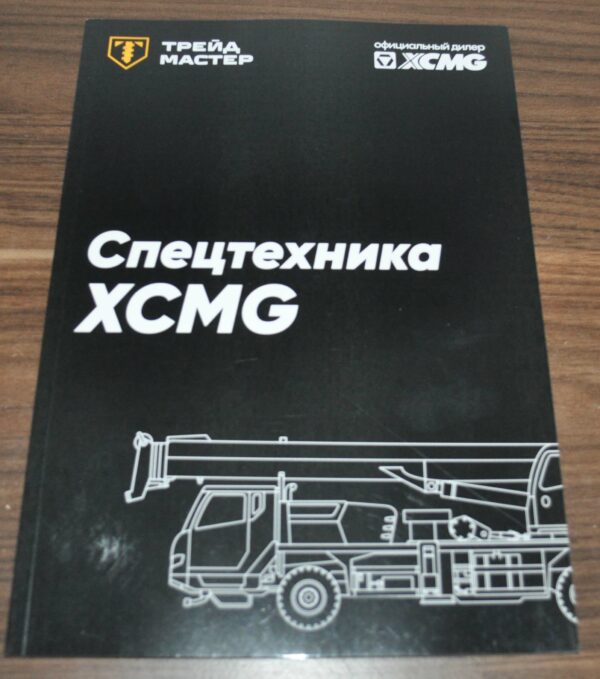 ТРЕЙД
МАСТЕР
официальный дилер
XCMG
Спецтехника
XCMG